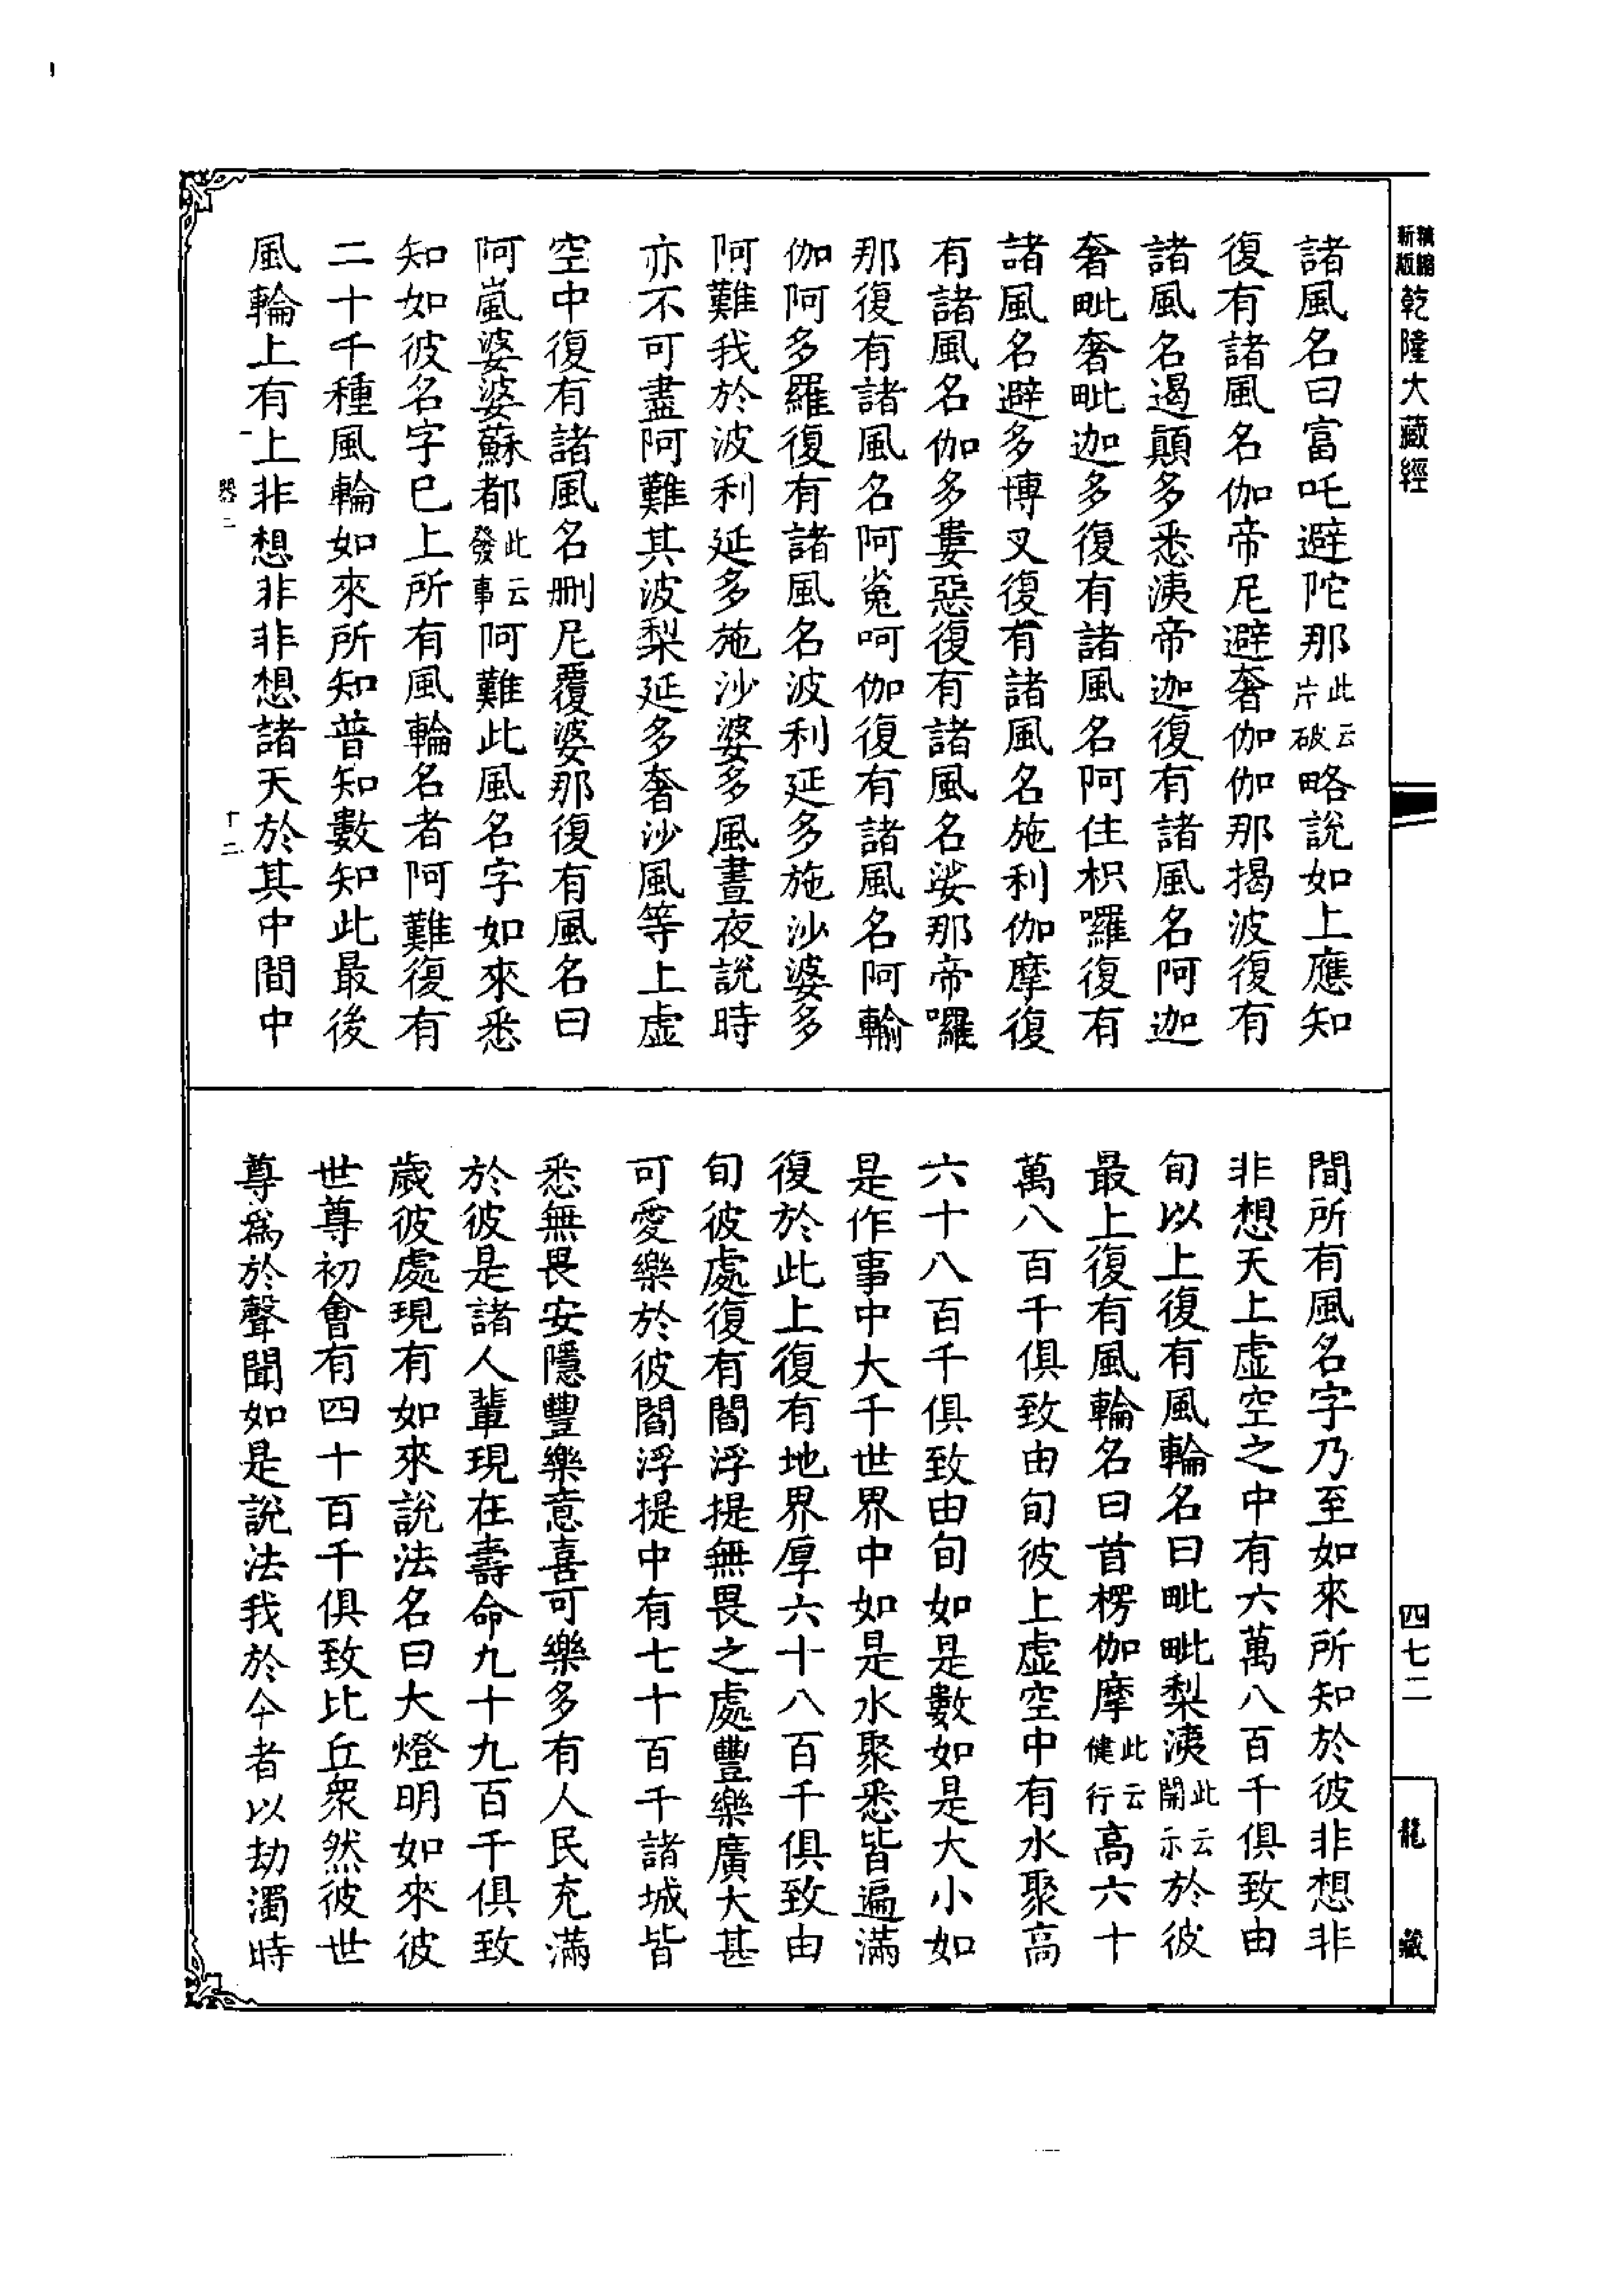 新縮
版編
乾隆大藏經
諸風名曰富吒避陀那此云片破略說如上應知
復有諸風名伽帝尼避奢伽伽那揭波復有
諸風名遏顛多悉洟帝迦復有諸風名阿迦
奢毗奢毗迦多復有諸風名阿住枳囉復有
諸風名避多博叉復有諸風名施利伽摩復
有諸風名伽多婁惡復有諸風名娑那帝囉
那復有諸風名阿嵬呵伽復有諸風名阿輸
伽阿多羅復有諸風名波利延多施沙婆多
阿難我於波利延多施沙婆多風晝夜說時
亦不可盡阿難其波梨延多奢沙風等上虛
空中復有諸風名刪尼覆婆那復有風名曰
阿嵐婆婆蘇都此云發事阿難此風名字如來悉
知如彼名字已上所有風輪名者阿難復有
二十千種風輪如來所知普知數知此最後
風輪上有上非想非非想諸天於其中間中
器二
十二
間所有風名字乃至如來所知於彼非想非
非想天上虛空之中有六萬八百千俱致由
旬以上復有風輪名曰毗毗梨洟此云開示於彼
最上復有風輪名曰首楞伽摩此云健行高六十
萬八百千俱致由旬彼上虛空中有水聚高
六十八百千俱致由旬如是數如是大小如
是作事中大千世界中如是水聚悉皆遍滿
復於此上復有地界厚六十八百千俱致由
旬彼處復有閻浮提無畏之處豐樂廣大甚
可愛樂於彼閻浮提中有七十百千諸城皆
悉無畏安隱豐樂意喜可樂多有人民充滿
於彼是諸人輩現在壽命九十九百千俱致
歲彼處現有如來說法名曰大燈明如來彼
世尊初會有四十百千俱致比丘眾然彼世
尊爲於聲聞如是說法我於今者以劫濁時
四七二
龍藏